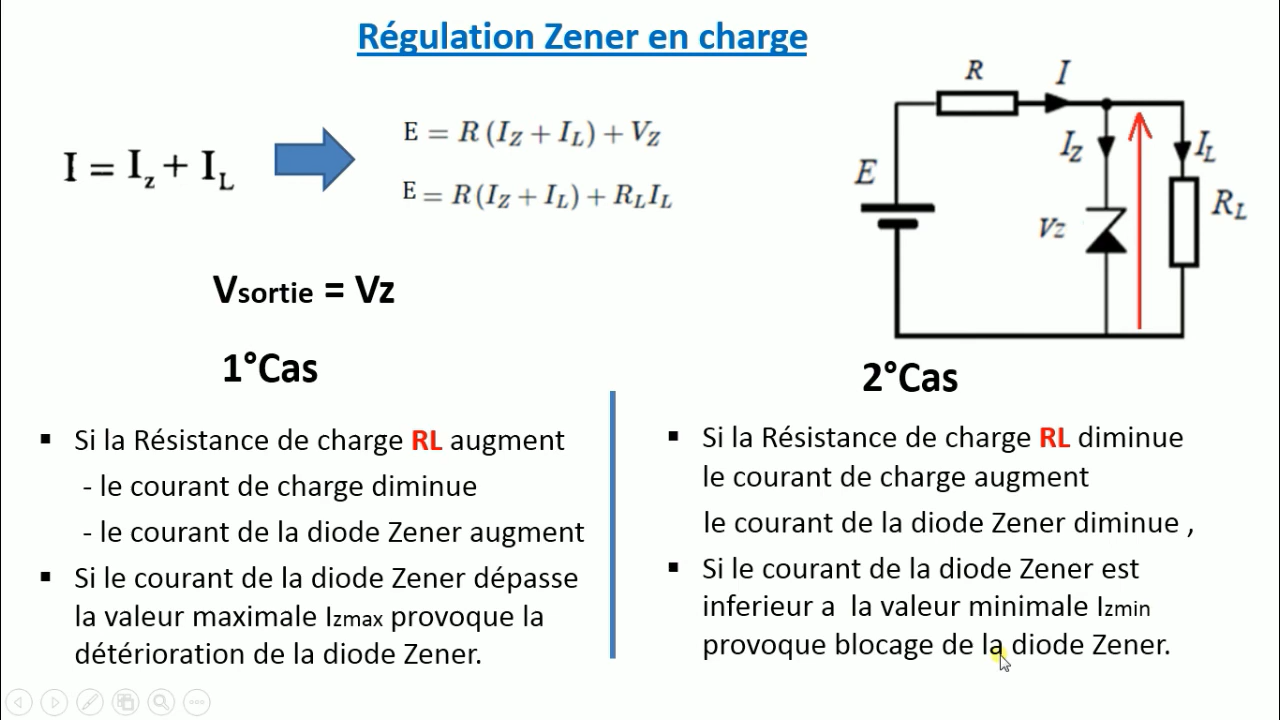 Régulation Zener en charge
I = Iz + IL
E = R (IZ + IL) + VZ
E = R (IZ + IL) + RLIL
Vsortie = Vz
R
I
IZ
IL
E
Vz
RL
1°Cas
▪ Si la Résistance de charge RL augment
- le courant de charge diminue
- le courant de la diode Zener augment
▪ Si le courant de la diode Zener dépasse
la valeur maximale Izmax provoque la
détérioration de la diode Zener.
2°Cas
▪ Si la Résistance de charge RL diminue
le courant de charge augment
le courant de la diode Zener diminue ,
▪ Si le courant de la diode Zener est
inferieur a la valeur minimale Izmin
provoque blocage de la diode Zener.